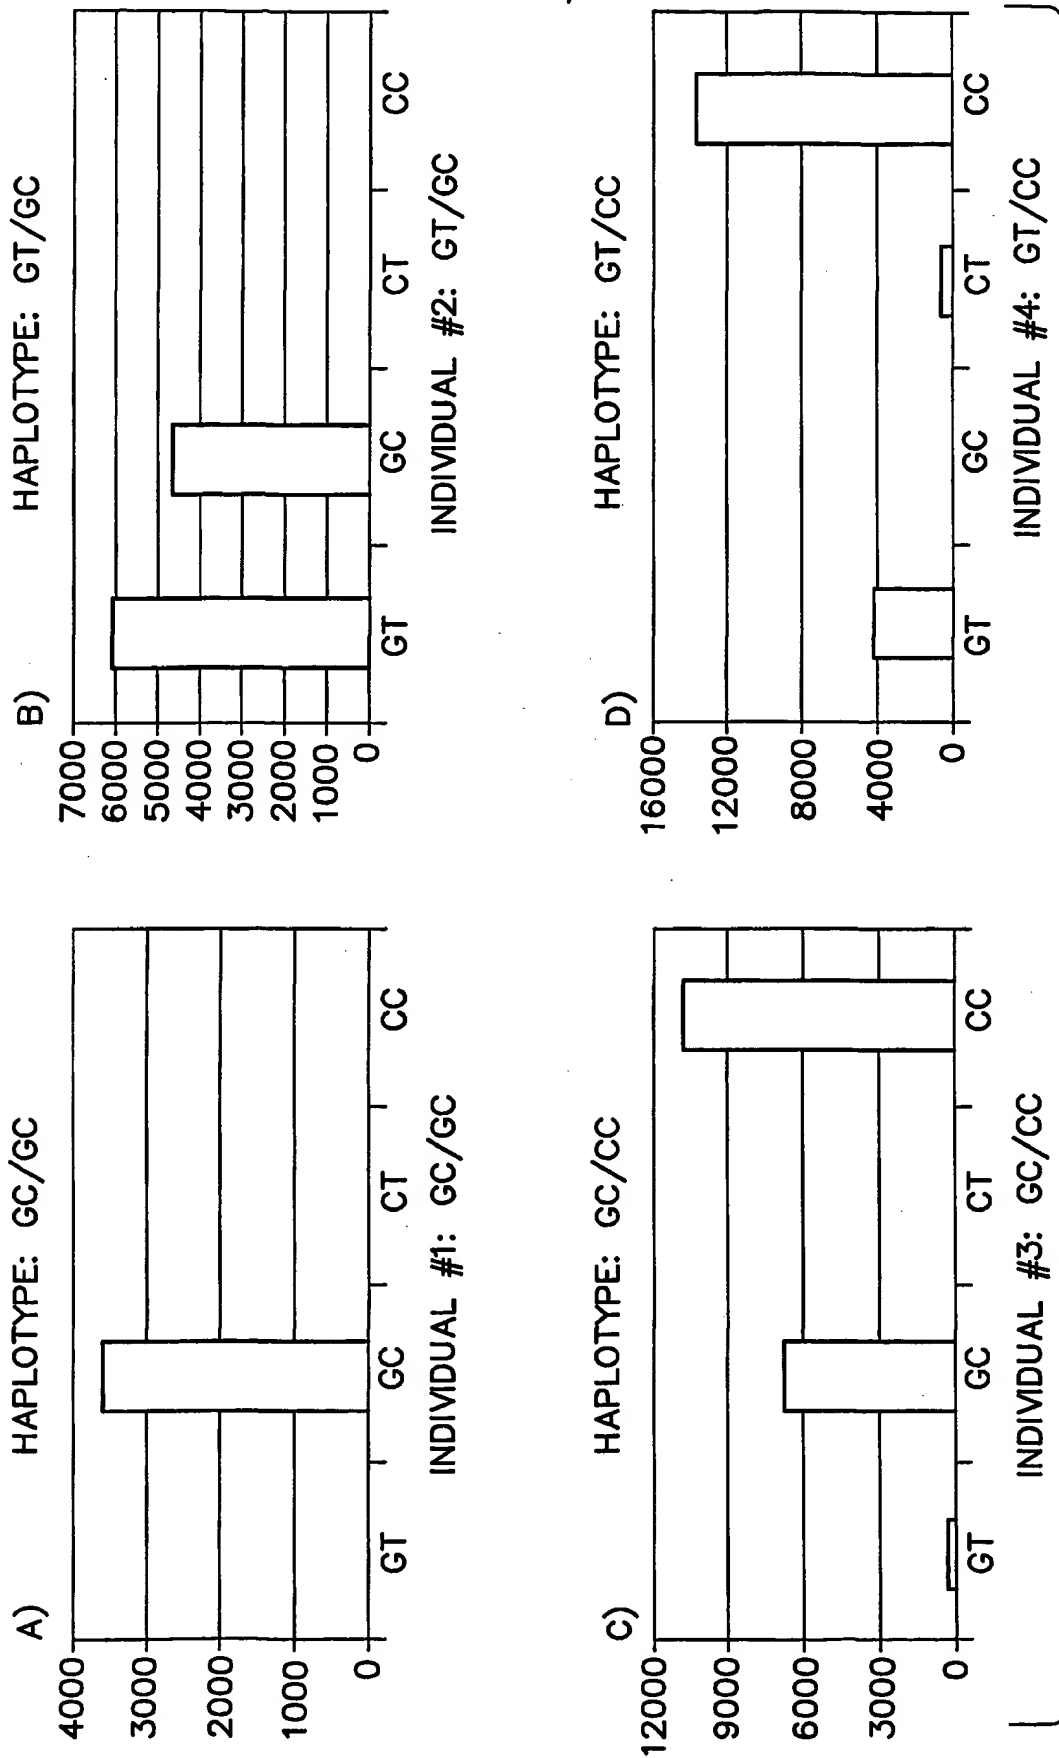 A) HAPLOTYPE: GC/GC
4000
3000
2000
1000
0
GT GC CT CC
INDIVIDUAL #1: GC/GC
B) HAPLOTYPE: GT/GC
7000
6000
5000
4000
3000
2000
1000
0
GT GC CT CC
INDIVIDUAL #2: GT/GC
C) HAPLOTYPE: GC/CC
12000
9000
6000
3000
0
GT GC CT CC
INDIVIDUAL #3: GC/CC
D) HAPLOTYPE: GT/CC
16000
12000
8000
4000
0
GT GC CT CC
INDIVIDUAL #4: GT/CC